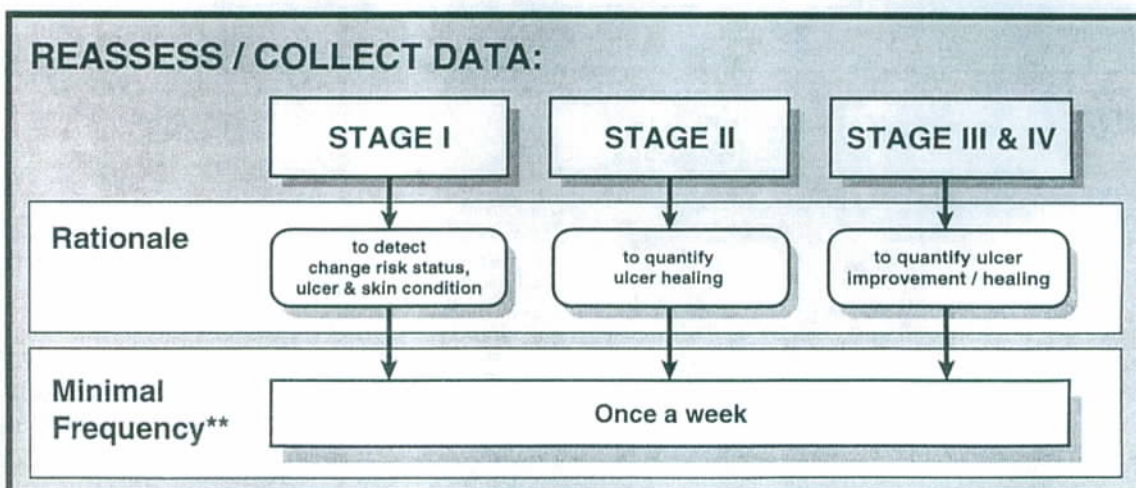 REASSESS / COLLECT DATA:
STAGE I
STAGE II
STAGE III & IV
Rationale
to detect
change risk status,
ulcer & skin condition
to quantify
ulcer healing
to quantify ulcer
improvement / healing
Minimal
Frequency**
Once a week